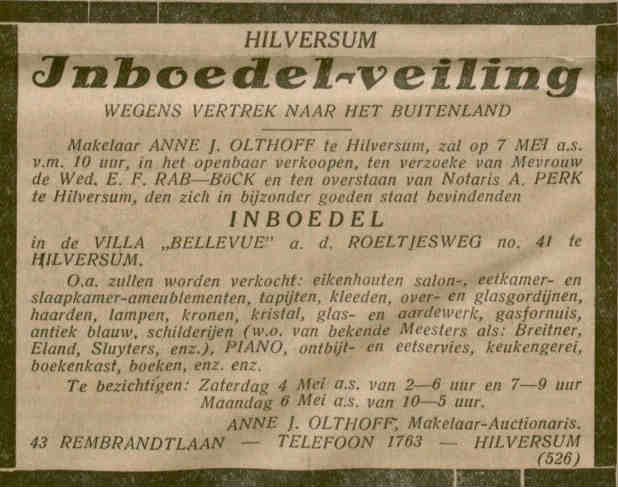 HILVERSUM
Inboedel-veiling
WEGENS VERTREK NAAR HET BUITENLAND
Makelaar ANNE J. OLTHOFF te Hilversum, zal op 7 MEI a.s.
v.m. 10 uur, in het openbaar verkoopen, ten verzoeke van Mevrouw
de Wed. E. F. RAB—BöCK en ten overstaan van Notaris A. PERK
te Hilversum, den zich in bijzonder goeden staat bevindenden
INBOEDEL
in de VILLA „BELLEVUE" a. d. ROELTJESWEG no. 41 te
HILVERSUM.
O.a. zullen worden verkocht: eikenhouten salon-, eetkamer- en
slaapkamer-ameublementen, tapijten, kleeden, over- en glasgordijnen,
haarden, lampen, kronen, kristal, glas- en aardewerk, gasfornuis,
antiek blauw, schilderijen (w.o. van bekende Meesters als: Breitner,
Eland, Sluyters, enz.), PIANO, ontbijt- en eetservies, keukengerei,
boekenkast, boeken, enz. enz.
Te bezichtigen: Zaterdag 4 Mei a.s. van 2—6 uur en 7—9 uur
Maandag 6 Mei a.s. van 10—5 uur.
ANNE J. OLTHOFF, Makelaar-Auctionaris.
43 REMBRANDTLAAN — TELEFOON 1763 — HILVERSUM
(526)